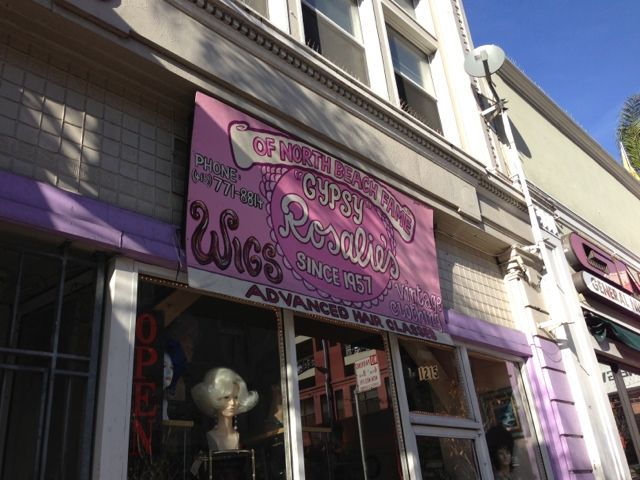 OF NORTH BEACH FAME
PHONE:
(415) 771-8814
"GYPSY
Rosalie's
WIGS
SINCE 1957
Vintage
Clothing
ADVANCED HAIR GLASSES
OPEN
1215
GENERAL